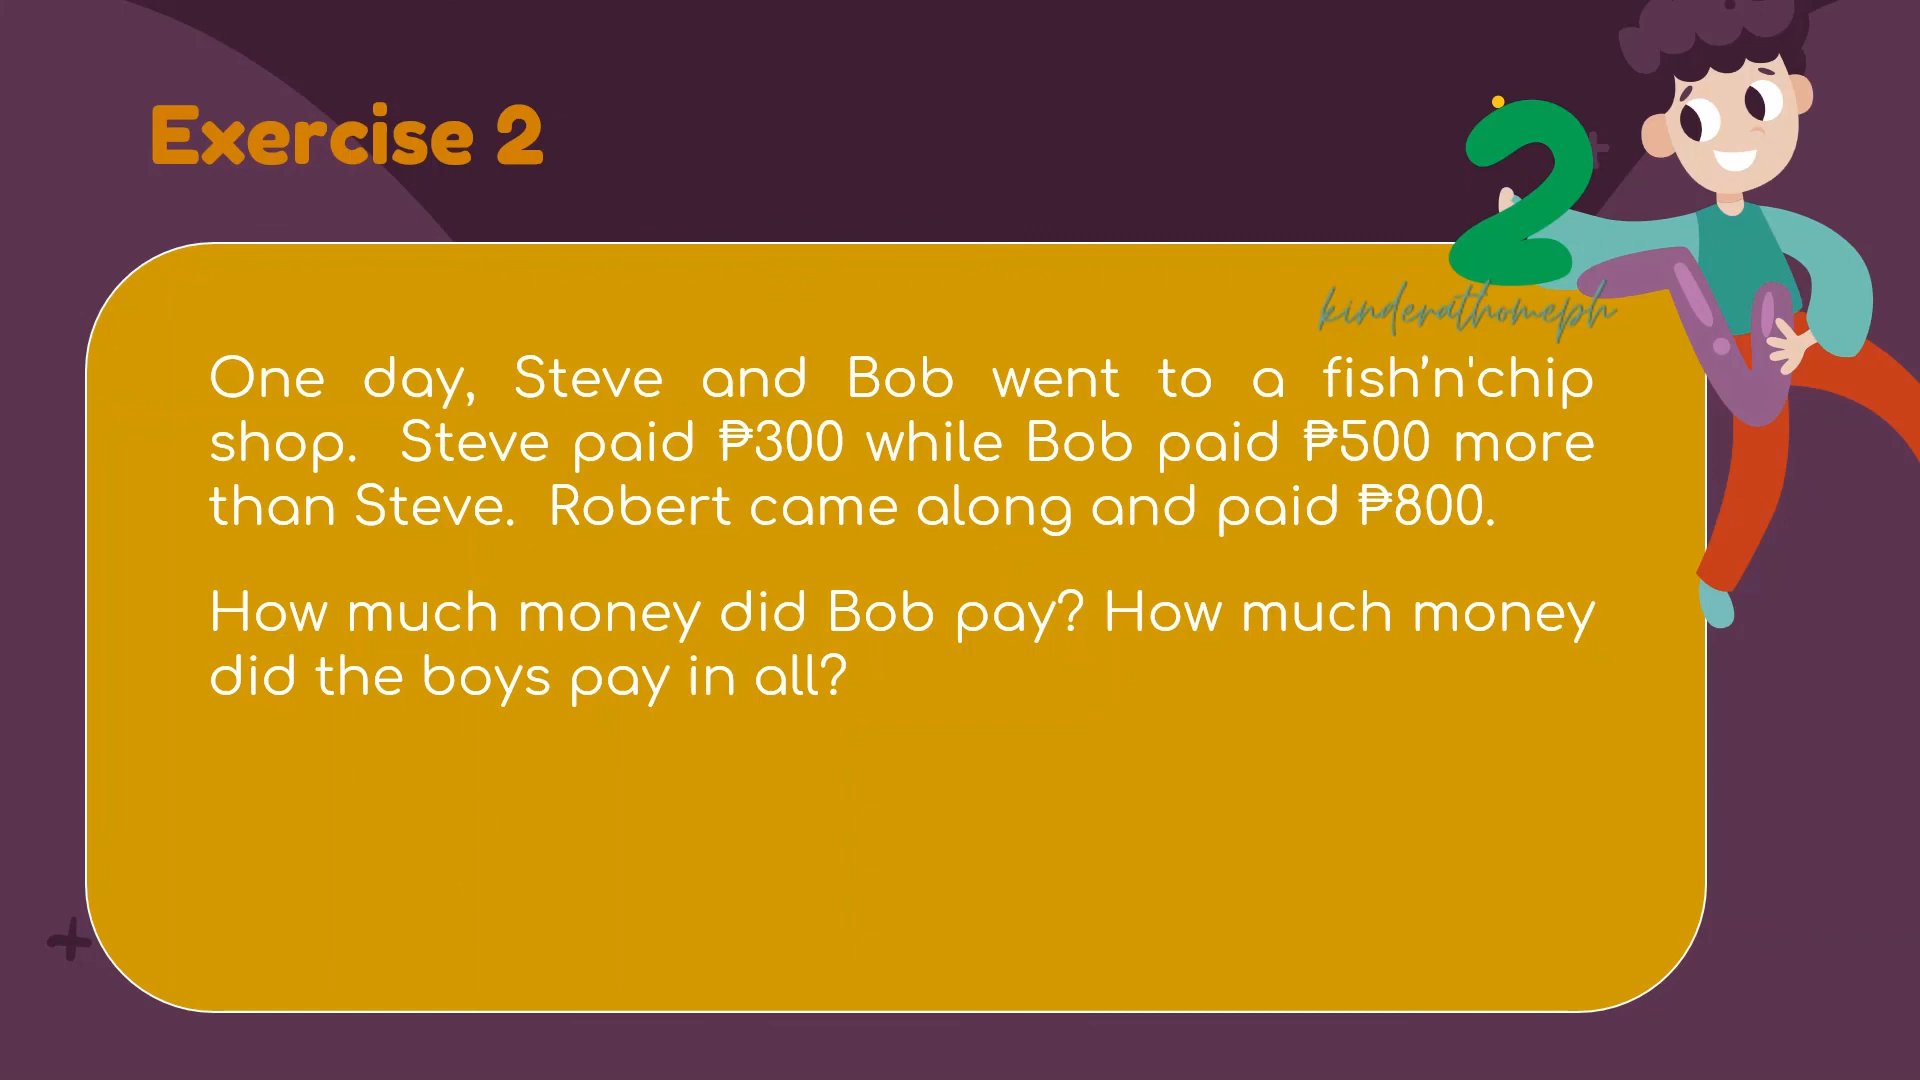 Exercise 2
2
kinderathomeph
One day, Steve and Bob went to a fish’n'chip
shop. Steve paid ₱300 while Bob paid ₱500 more
than Steve. Robert came along and paid ₱800.
How much money did Bob pay? How much money
did the boys pay in all?